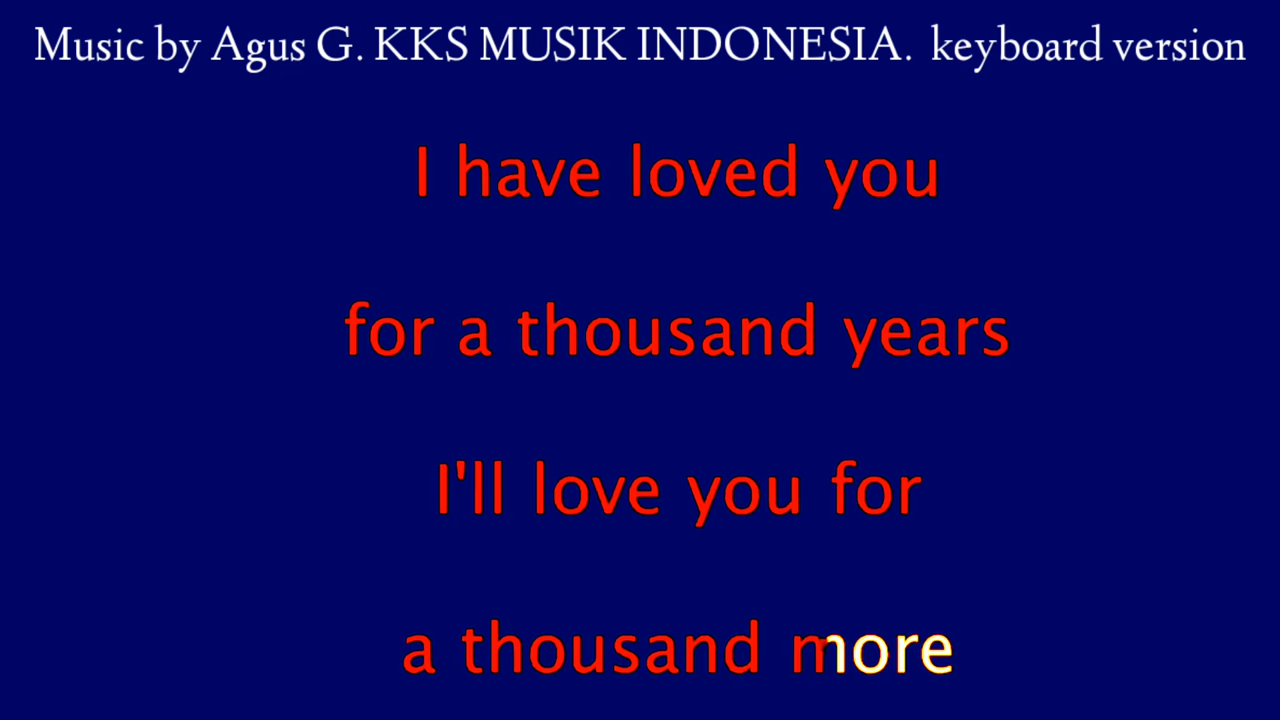 Music by Agus G. KKS MUSIK INDONESIA. keyboard version
I have loved you
for a thousand years
I'll love you for
a thousand more